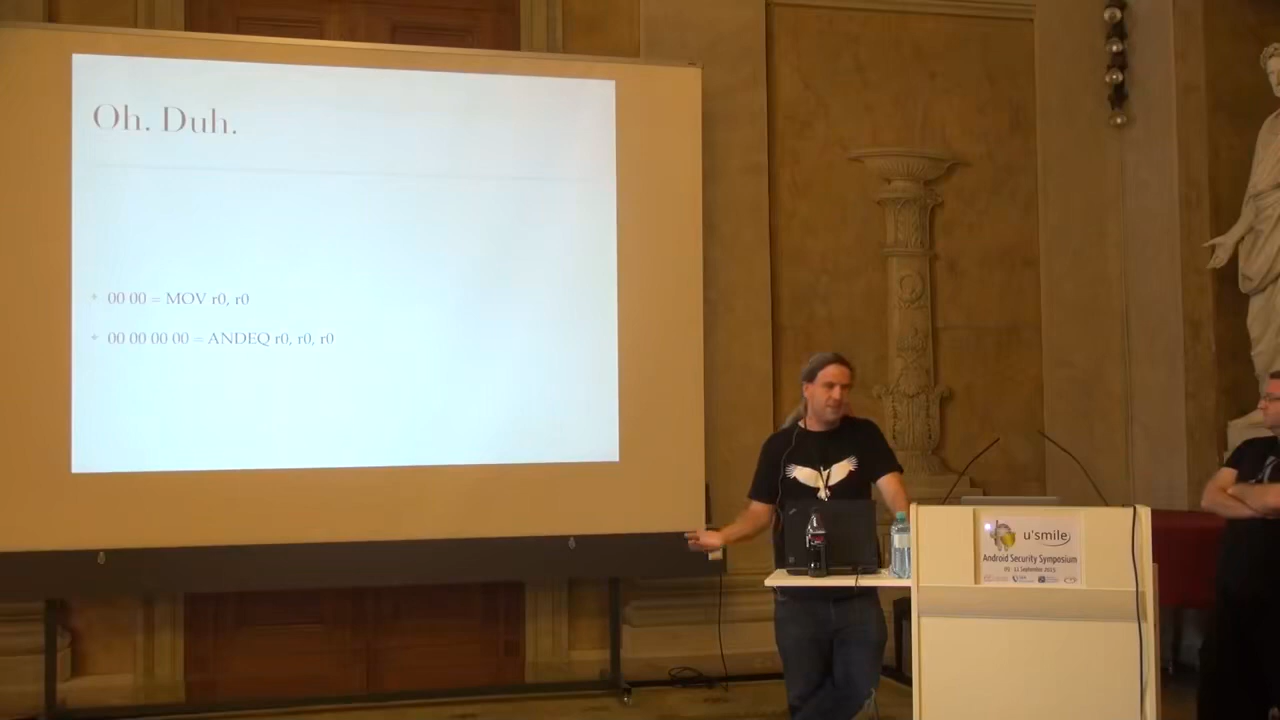 Oh. Duh.
00 00 = MOV r0, r0
00 00 00 00 = ANDEQ r0, r0, r0
u'smile
Android Security Symposium